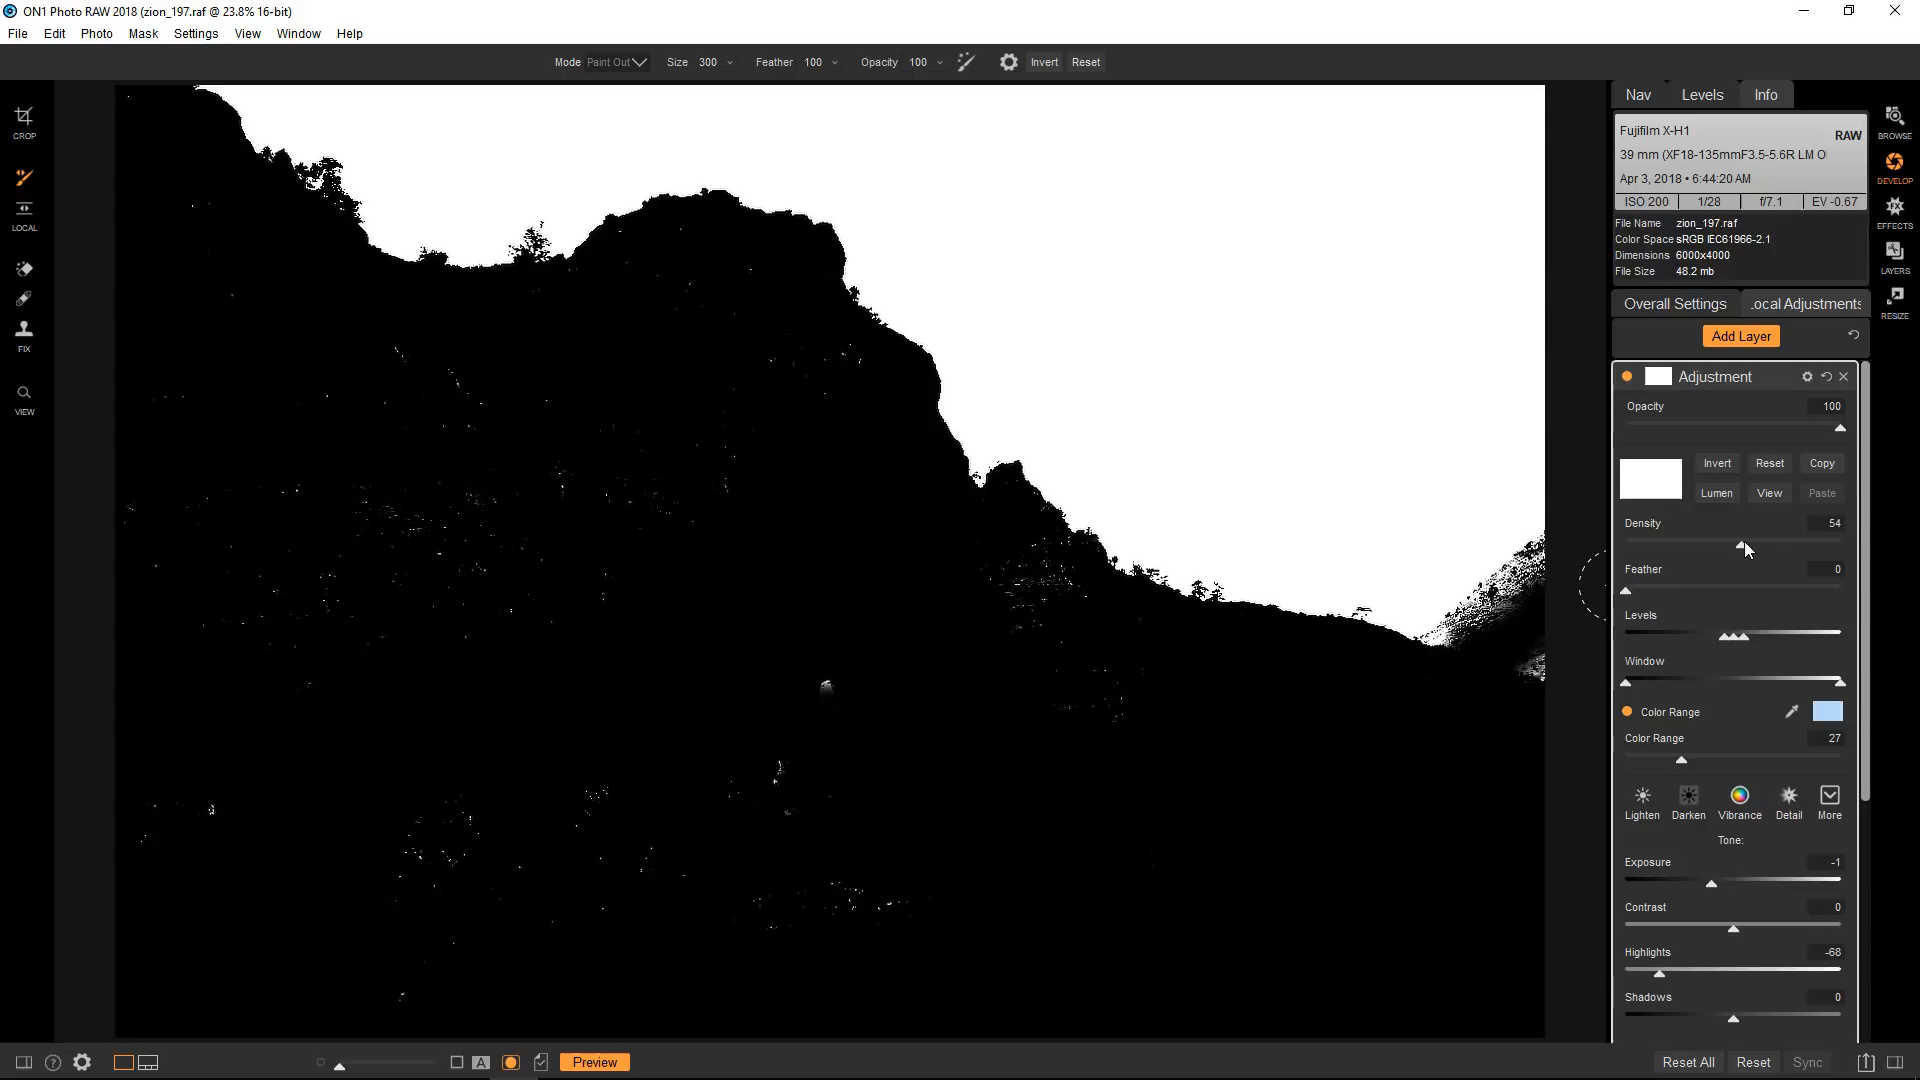 ON1 Photo RAW 2018 (zion_197.raf @ 23.8% 16-bit)
File Edit Photo Mask Settings View Window Help
Mode Paint Out Size 300 Feather 100 Opacity 100 Invert Reset
CROP
LOCAL
FIX
VIEW
Nav Levels Info
Fujifilm X-H1 RAW
39 mm (XF18-135mmF3.5-5.6R LM O
Apr 3, 2018 • 6:44:20 AM
ISO 200 1/28 f/7.1 EV -0.67
File Name zion_197.raf
Color Space sRGB IEC61966-2.1
Dimensions 6000x4000
File Size 48.2 mb
BROWSE
DEVELOP
EFFECTS
LAYERS
RESIZE
Overall Settings .ocal Adjustments
Add Layer
Adjustment
Opacity 100
Invert Reset Copy
Lumen View Paste
Density 54
Feather 0
Levels
Window
Color Range
Color Range 27
Lighten Darken Vibrance Detail More
Tone:
Exposure -1
Contrast 0
Highlights -68
Shadows 0
? A Preview Reset All Reset Sync